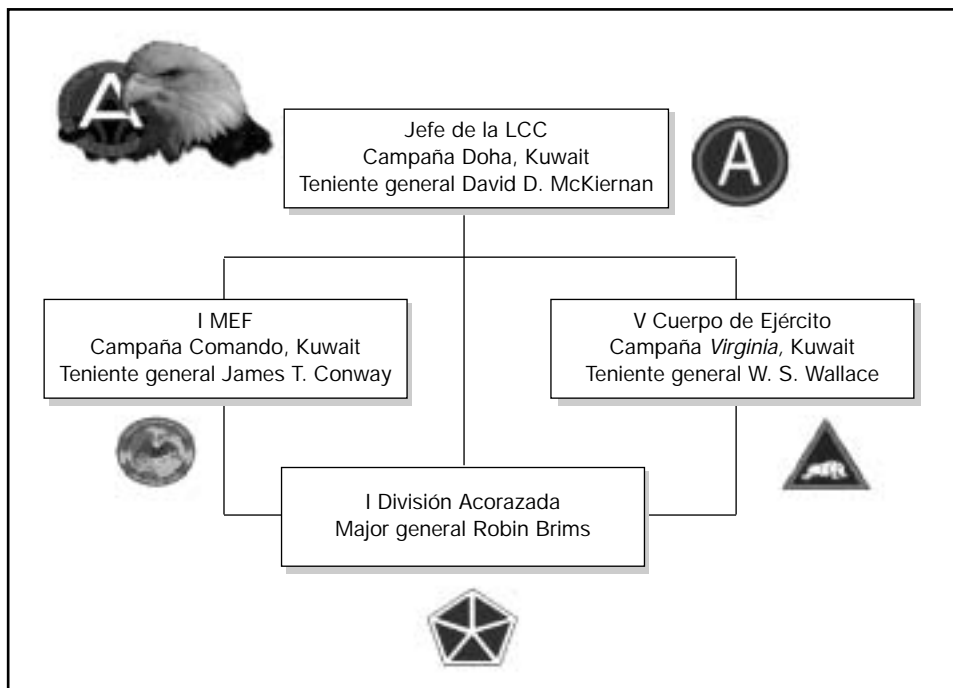 A
Jefe de la LCC
Campaña Doha, Kuwait
Teniente general David D. McKiernan
A
I MEF
Campaña Comando, Kuwait
Teniente general James T. Conway
V Cuerpo de Ejército
Campaña Virginia, Kuwait
Teniente general W. S. Wallace
I División Acorazada
Major general Robin Brims